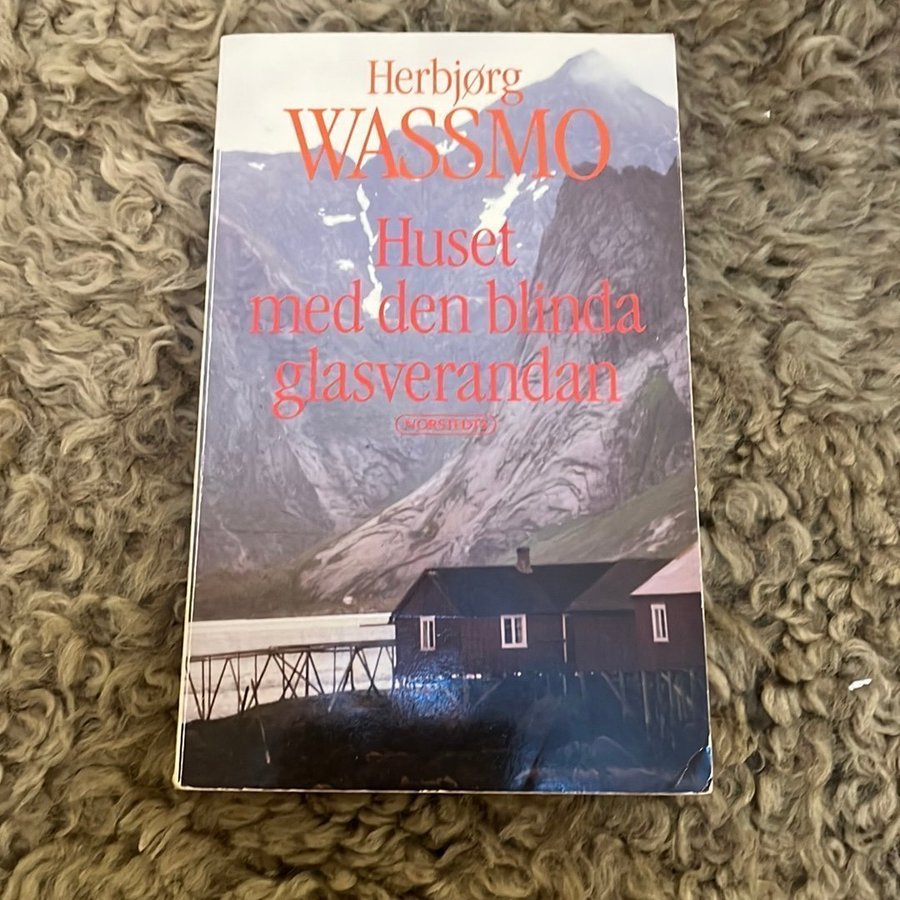 Herbjørg
WASSMO
Huset
med den blinda
glasverandan
NORSTEDTS